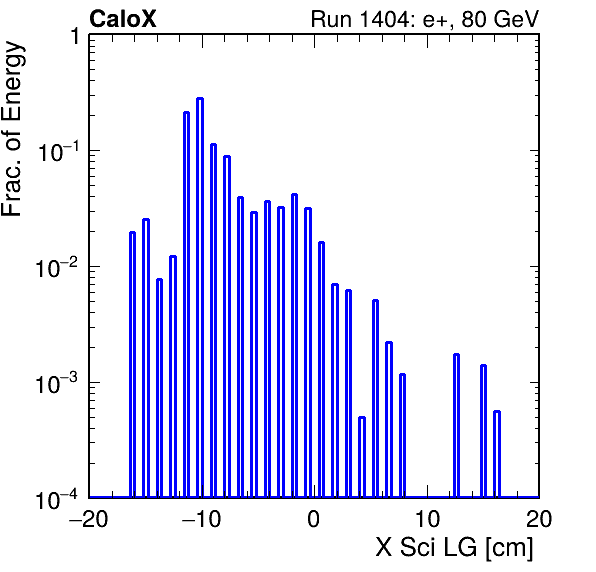 CaloX Run 1404: e+, 80 GeV
Frac. of Energy
1
10⁻¹
10⁻²
10⁻³
10⁻⁴
−20 −10 0 10 20
X Sci LG [cm]